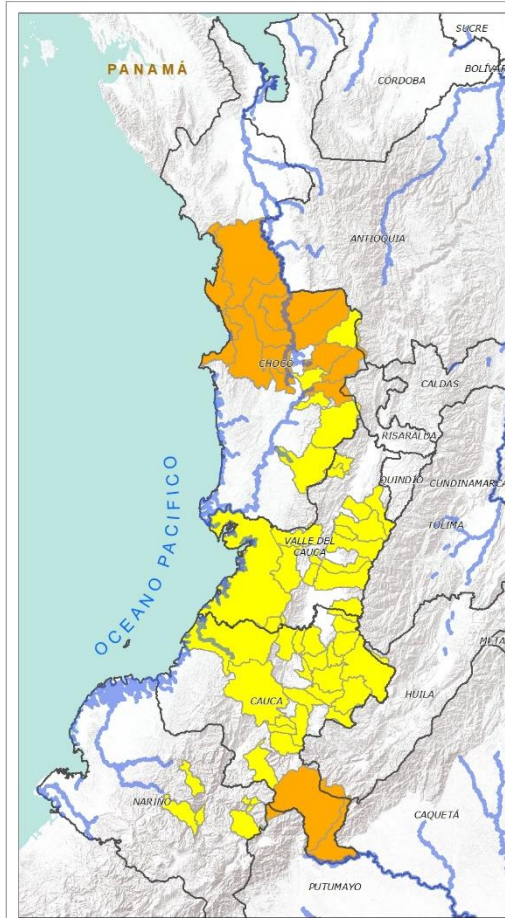 SUCRE
PANAMÁ
BOLÍVAR
CÓRDOBA
ANTIOQUIA
CHOCÓ
CALDAS
RISARALDA
QUINDÍO
CUNDINAMARCA
TOLIMA
OCEANO PACIFICO
VALLE DEL
CAUCA
META
CAUCA
HUILA
NARIÑO
CAQUETÁ
PUTUMAYO